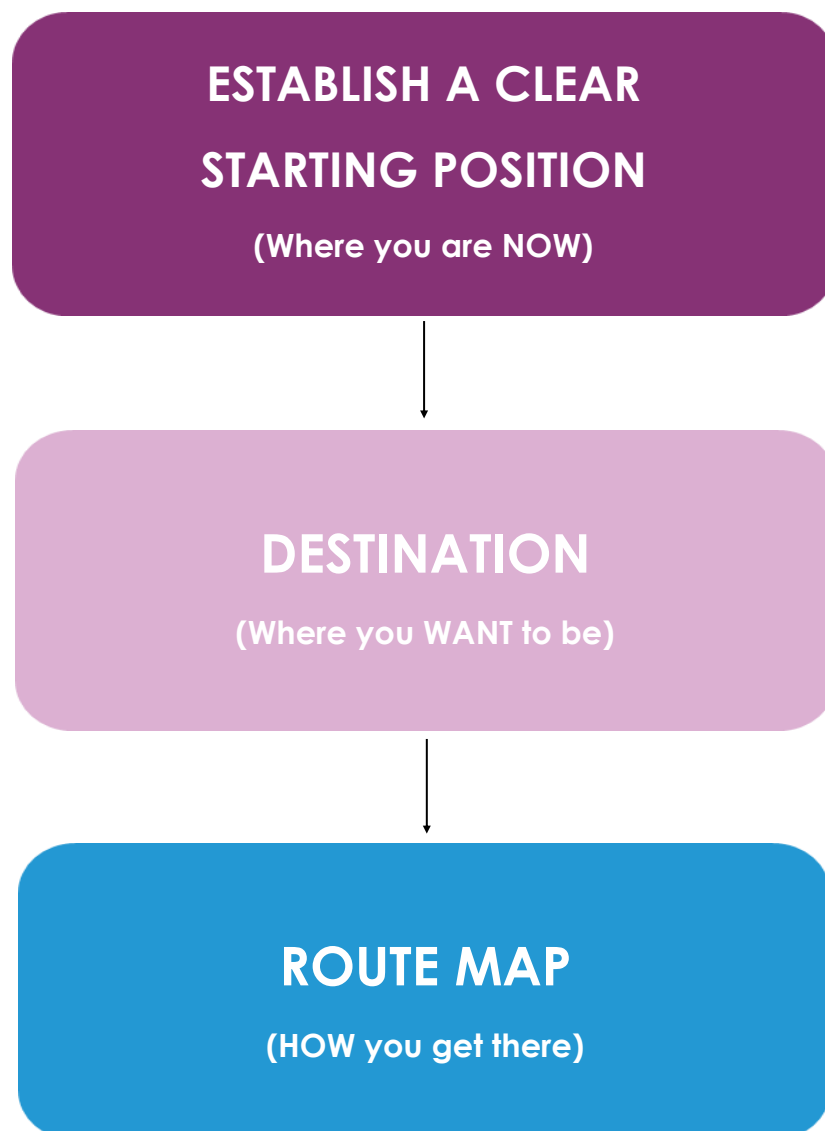 ESTABLISH A CLEAR
STARTING POSITION
(Where you are NOW)
DESTINATION
(Where you WANT to be)
ROUTE MAP
(HOW you get there)